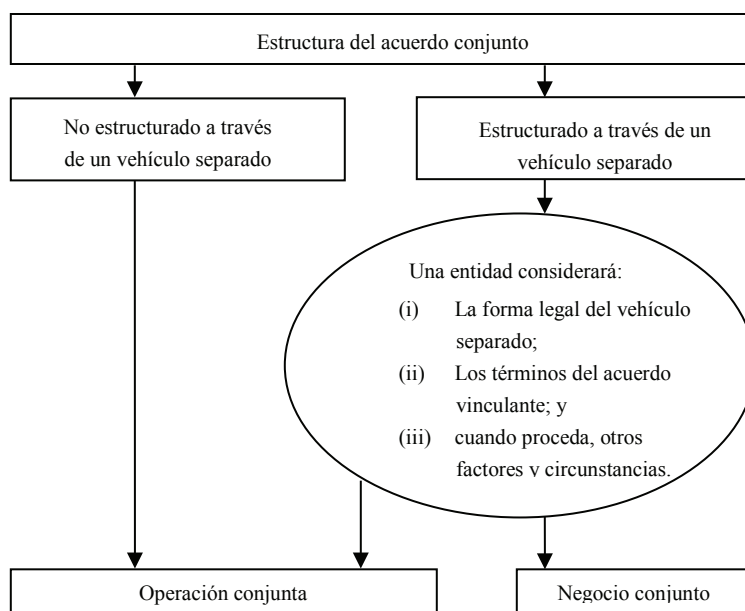 Estructura del acuerdo conjunto
No estructurado a través
de un vehículo separado
Estructurado a través de un
vehículo separado
Una entidad considerará:
(i) La forma legal del vehículo
separado;
(ii) Los términos del acuerdo
vinculante; y
(iii) cuando proceda, otros
factores y circunstancias.
Operación conjunta
Negocio conjunto